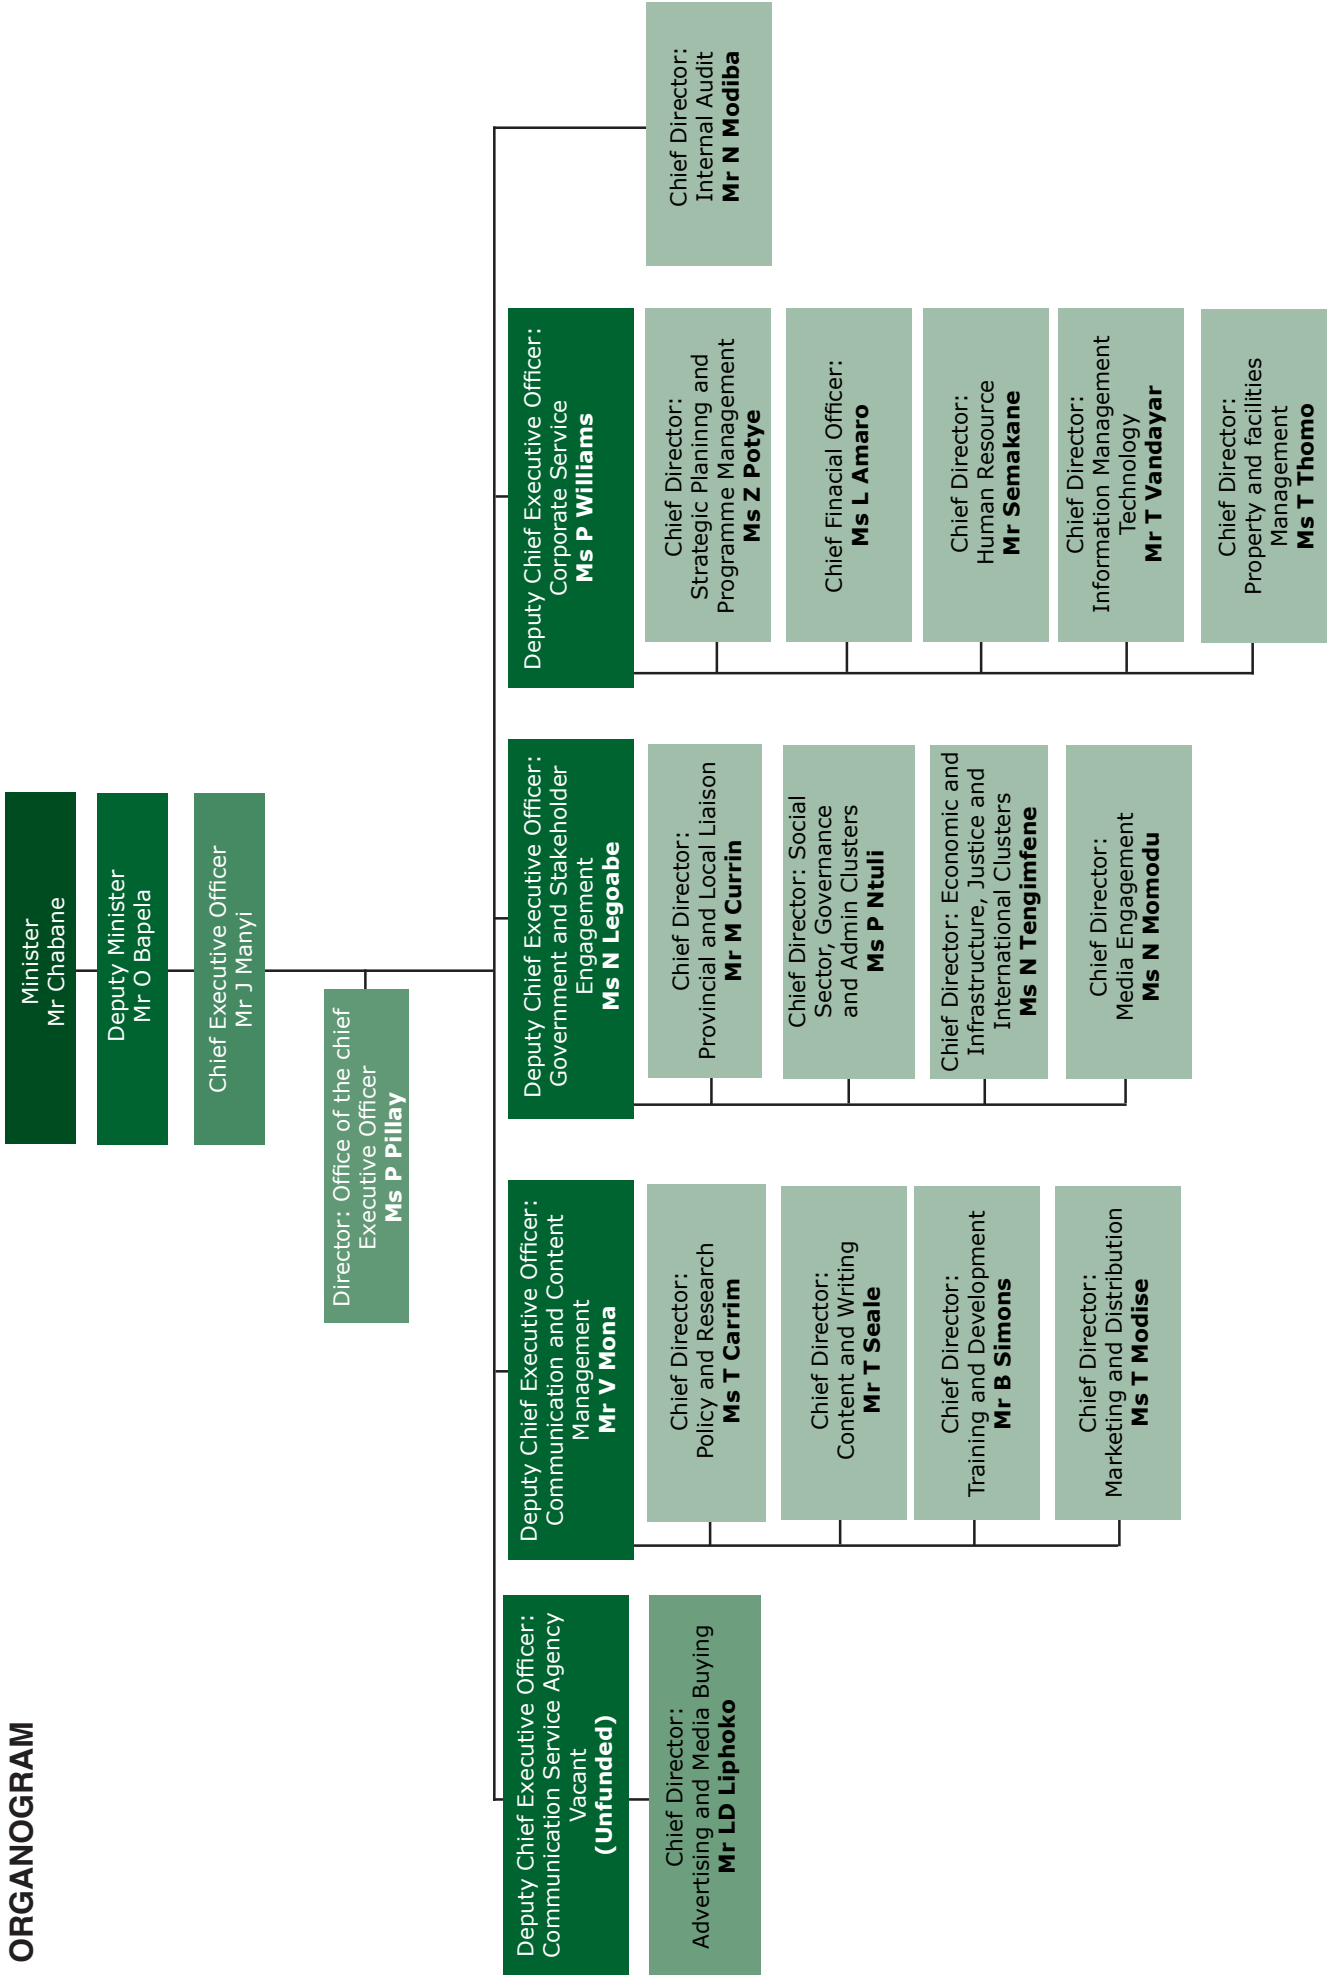 ORGANOGRAM
Minister
Mr Chabane
Deputy Minister
Mr O Bapela
Chief Executive Officer
Mr J Manyi
Director: Office of the chief
Executive Officer
Ms P Pillay
Deputy Chief Executive Officer:
Communication Service Agency
Vacant
(Unfunded)
Chief Director:
Advertising and Media Buying
Mr LD Liphoko
Deputy Chief Executive Officer:
Communication and Content
Management
Mr V Mona
Chief Director:
Policy and Research
Ms T Carrim
Chief Director:
Content and Writing
Mr T Seale
Chief Director:
Training and Development
Mr B Simons
Chief Director:
Marketing and Distribution
Ms T Modise
Deputy Chief Executive Officer:
Government and Stakeholder
Engagement
Ms N Legoabe
Chief Director:
Provincial and Local Liaison
Mr M Currin
Chief Director: Social
Sector, Governance
and Admin Clusters
Ms P Ntuli
Chief Director: Economic and
Infrastructure, Justice and
International Clusters
Ms N Tengimfene
Chief Director:
Media Engagement
Ms N Momodu
Deputy Chief Executive Officer:
Corporate Service
Ms P Williams
Chief Director:
Strategic Planinng and
Programme Management
Ms Z Potye
Chief Finacial Officer:
Ms L Amaro
Chief Director:
Human Resource
Mr Semakane
Chief Director:
Information Management
Technology
Mr T Vandayar
Chief Director:
Property and facilities
Management
Ms T Thomo
Chief Director:
Internal Audit
Mr N Modiba